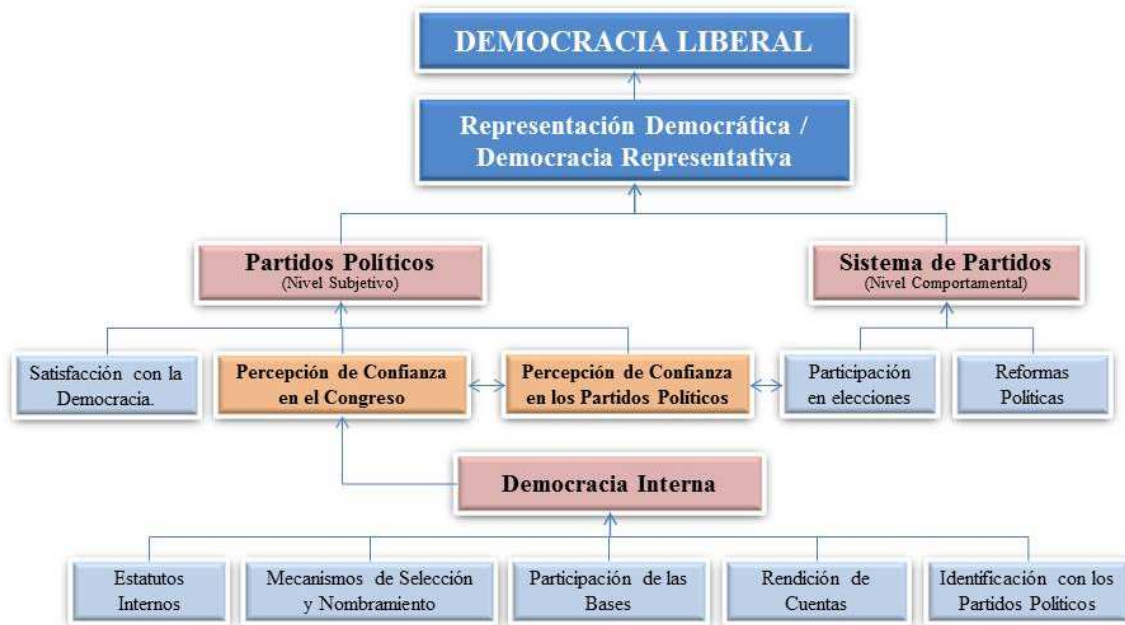 DEMOCRACIA LIBERAL
Representación Democrática /
Democracia Representativa
Partidos Políticos
(Nivel Subjetivo)
Sistema de Partidos
(Nivel Comportamental)
Satisfacción con la
Democracia.
Percepción de Confianza
en el Congreso
Percepción de Confianza
en los Partidos Políticos
Participación
en elecciones
Reformas
Políticas
Democracia Interna
Estatutos
Internos
Mecanismos de Selección
y Nombramiento
Participación de las
Bases
Rendición de
Cuentas
Identificación con los
Partidos Políticos